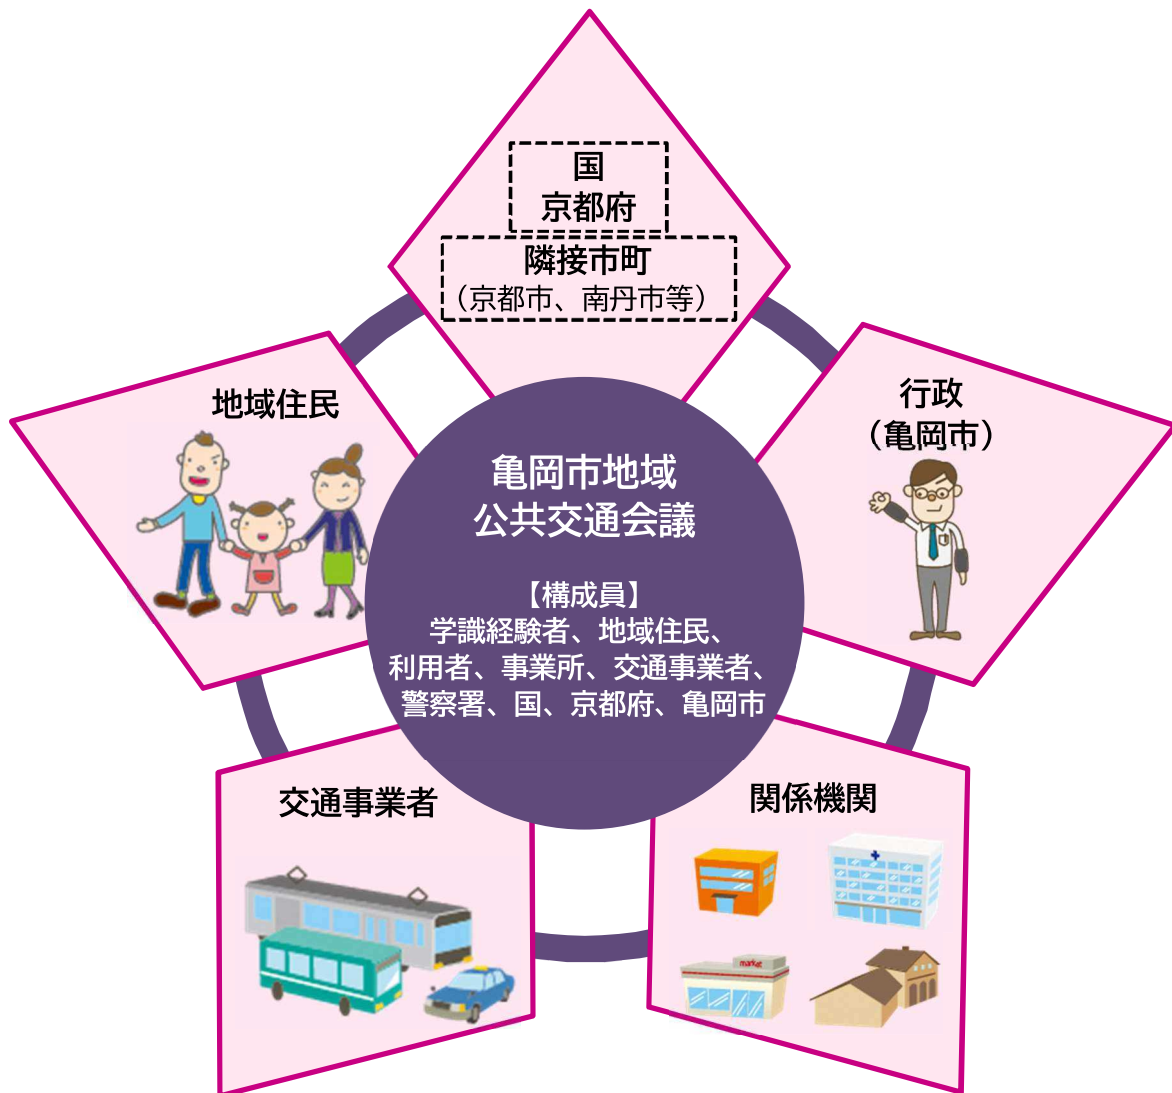 国
京都府
隣接市町
（京都市、南丹市等）
地域住民
行政
（亀岡市）
亀岡市地域
公共交通会議
【構成員】
学識経験者、地域住民、
利用者、事業所、交通事業者、
警察署、国、京都府、亀岡市
交通事業者
関係機関
market